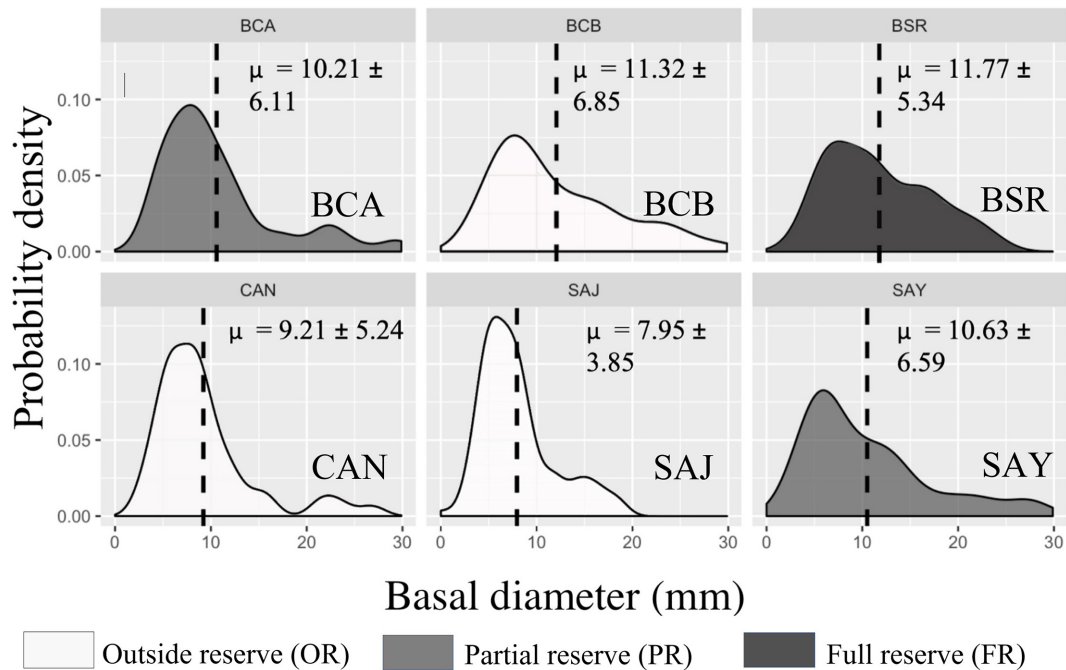 BCA
BCB
BSR
μ = 10.21 ±
6.11
μ = 11.32 ±
6.85
μ = 11.77 ±
5.34
0.10
0.05
0.00
BCA
BCB
BSR
CAN
SAJ
SAY
μ = 9.21 ± 5.24
μ = 7.95 ±
3.85
μ = 10.63 ±
6.59
0.10
0.05
0.00
CAN
SAJ
SAY
0 10 20 30
0 10 20 30
0 10 20 30
Probability density
Basal diameter (mm)
Outside reserve (OR)
Partial reserve (PR)
Full reserve (FR)